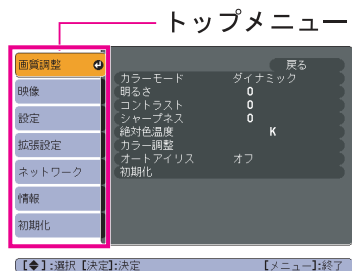 トップメニュー
画質調整
映像
設定
拡張設定
ネットワーク
情報
初期化
戻る
カラーモード ダイナミック
明るさ 0
コントラスト 0
シャープネス 0
絶対色温度 K
カラー調整
オートアイリス オフ
初期化
【◆】:選択【決定】:決定 【メニュー】:終了